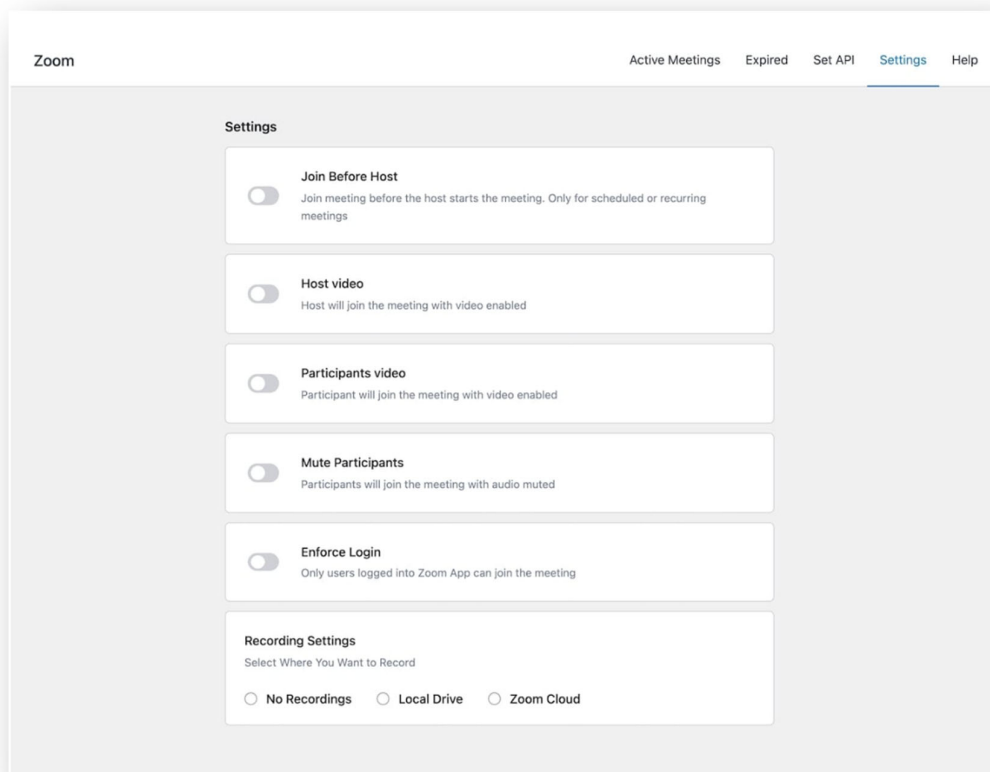 Zoom
Active Meetings Expired Set API Settings Help
Settings
Join Before Host
Join meeting before the host starts the meeting. Only for scheduled or recurring
meetings
Host video
Host will join the meeting with video enabled
Participants video
Participant will join the meeting with video enabled
Mute Participants
Participants will join the meeting with audio muted
Enforce Login
Only users logged into Zoom App can join the meeting
Recording Settings
Select Where You Want to Record
No Recordings Local Drive Zoom Cloud